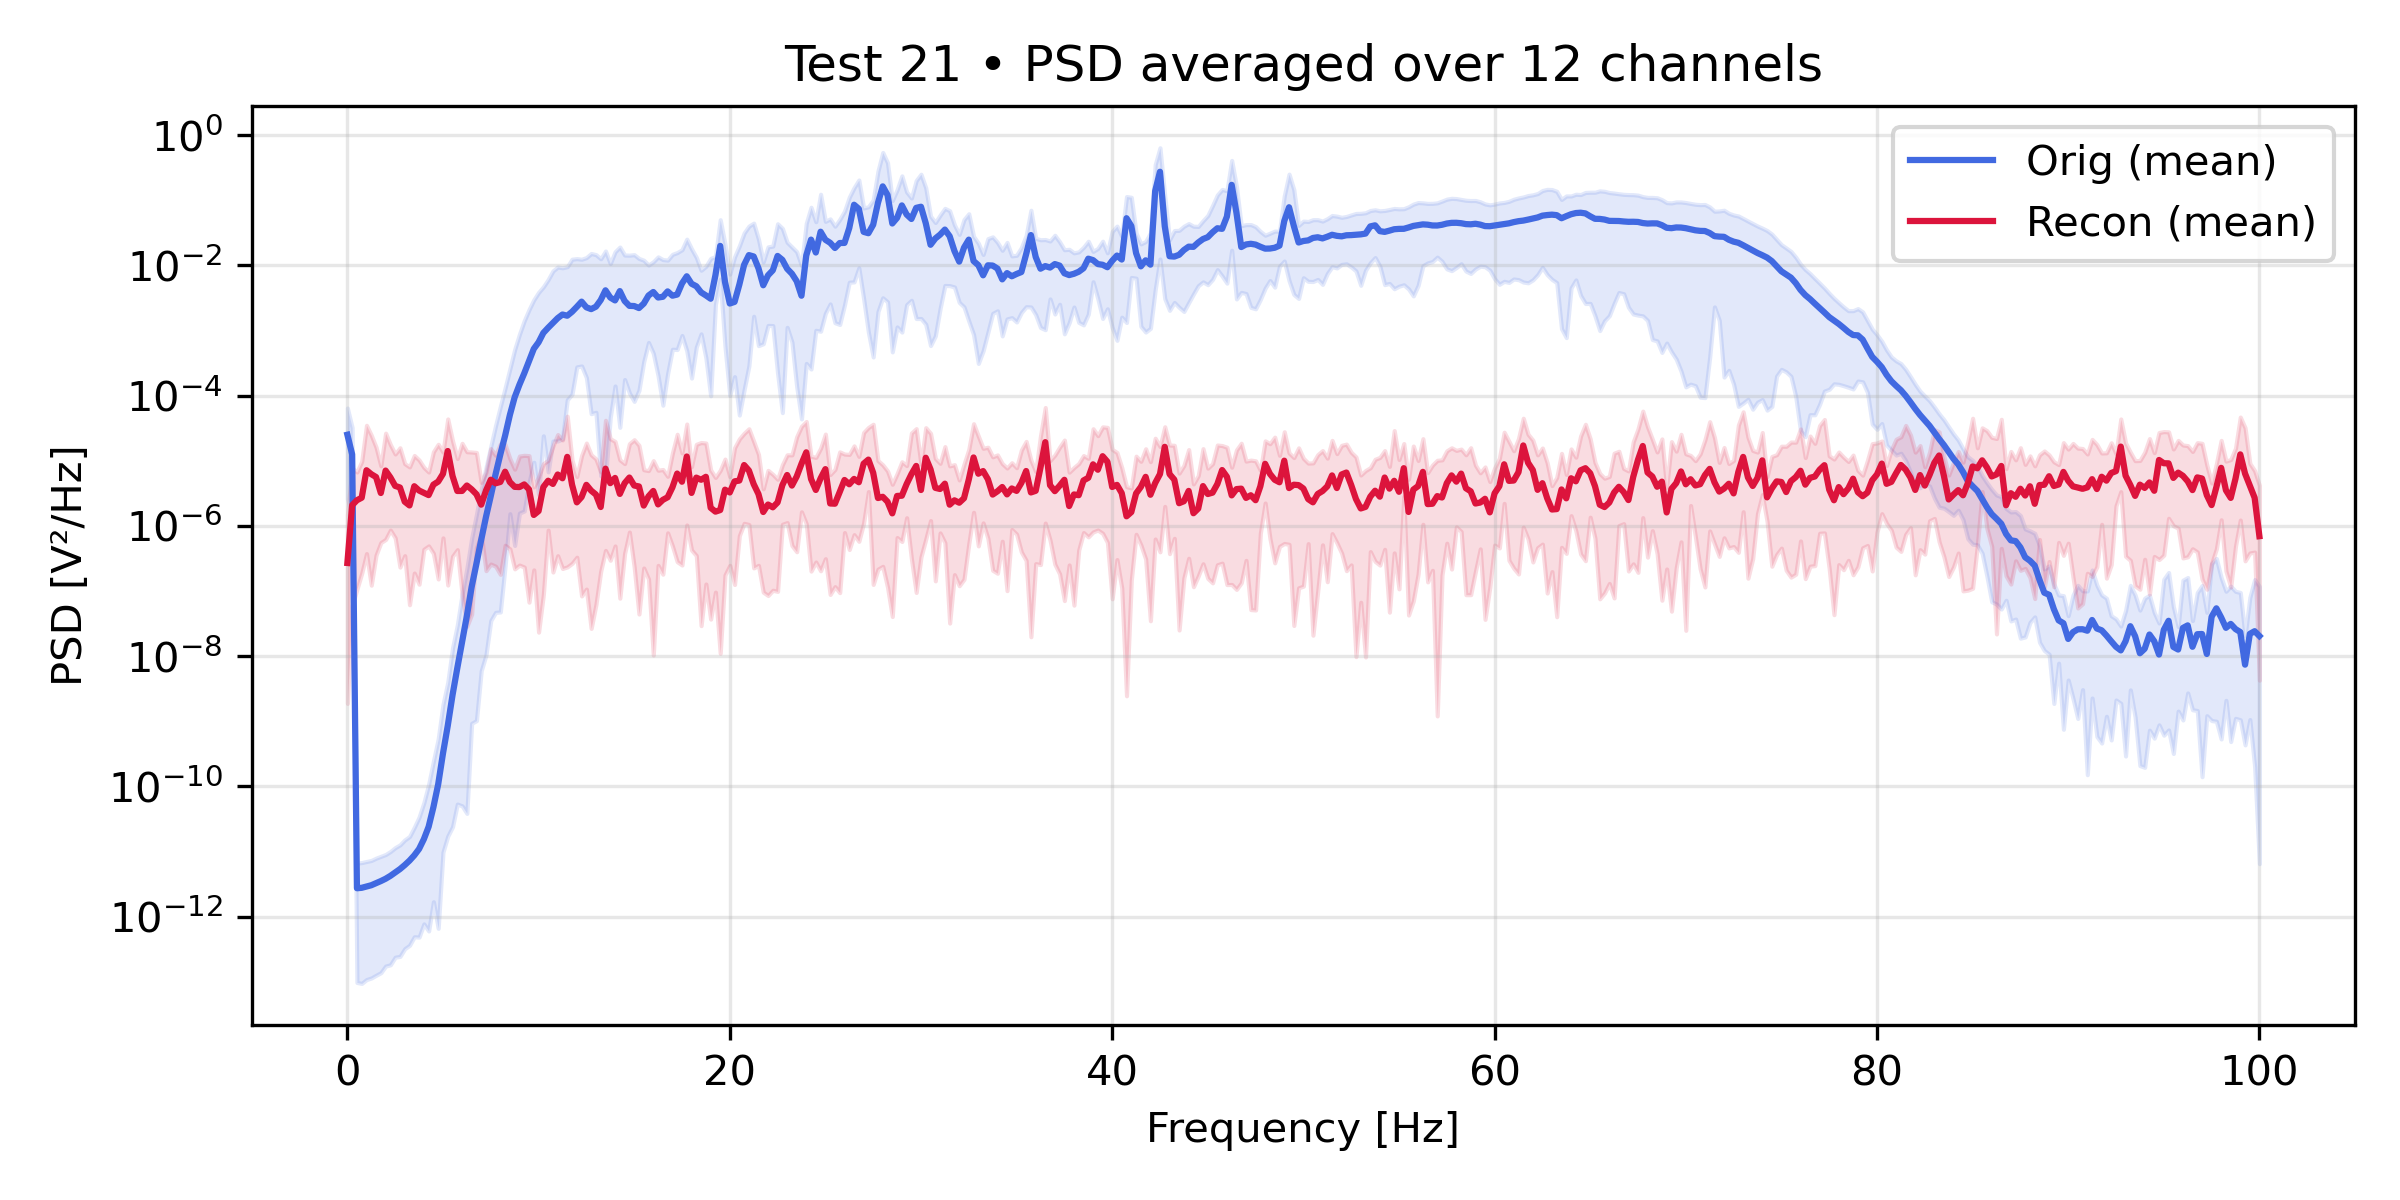 Test 21 • PSD averaged over 12 channels
10⁰
10⁻²
10⁻⁴
10⁻⁶
10⁻⁸
10⁻¹⁰
10⁻¹²
PSD [V²/Hz]
Orig (mean)
Recon (mean)
0 20 40 60 80 100
Frequency [Hz]